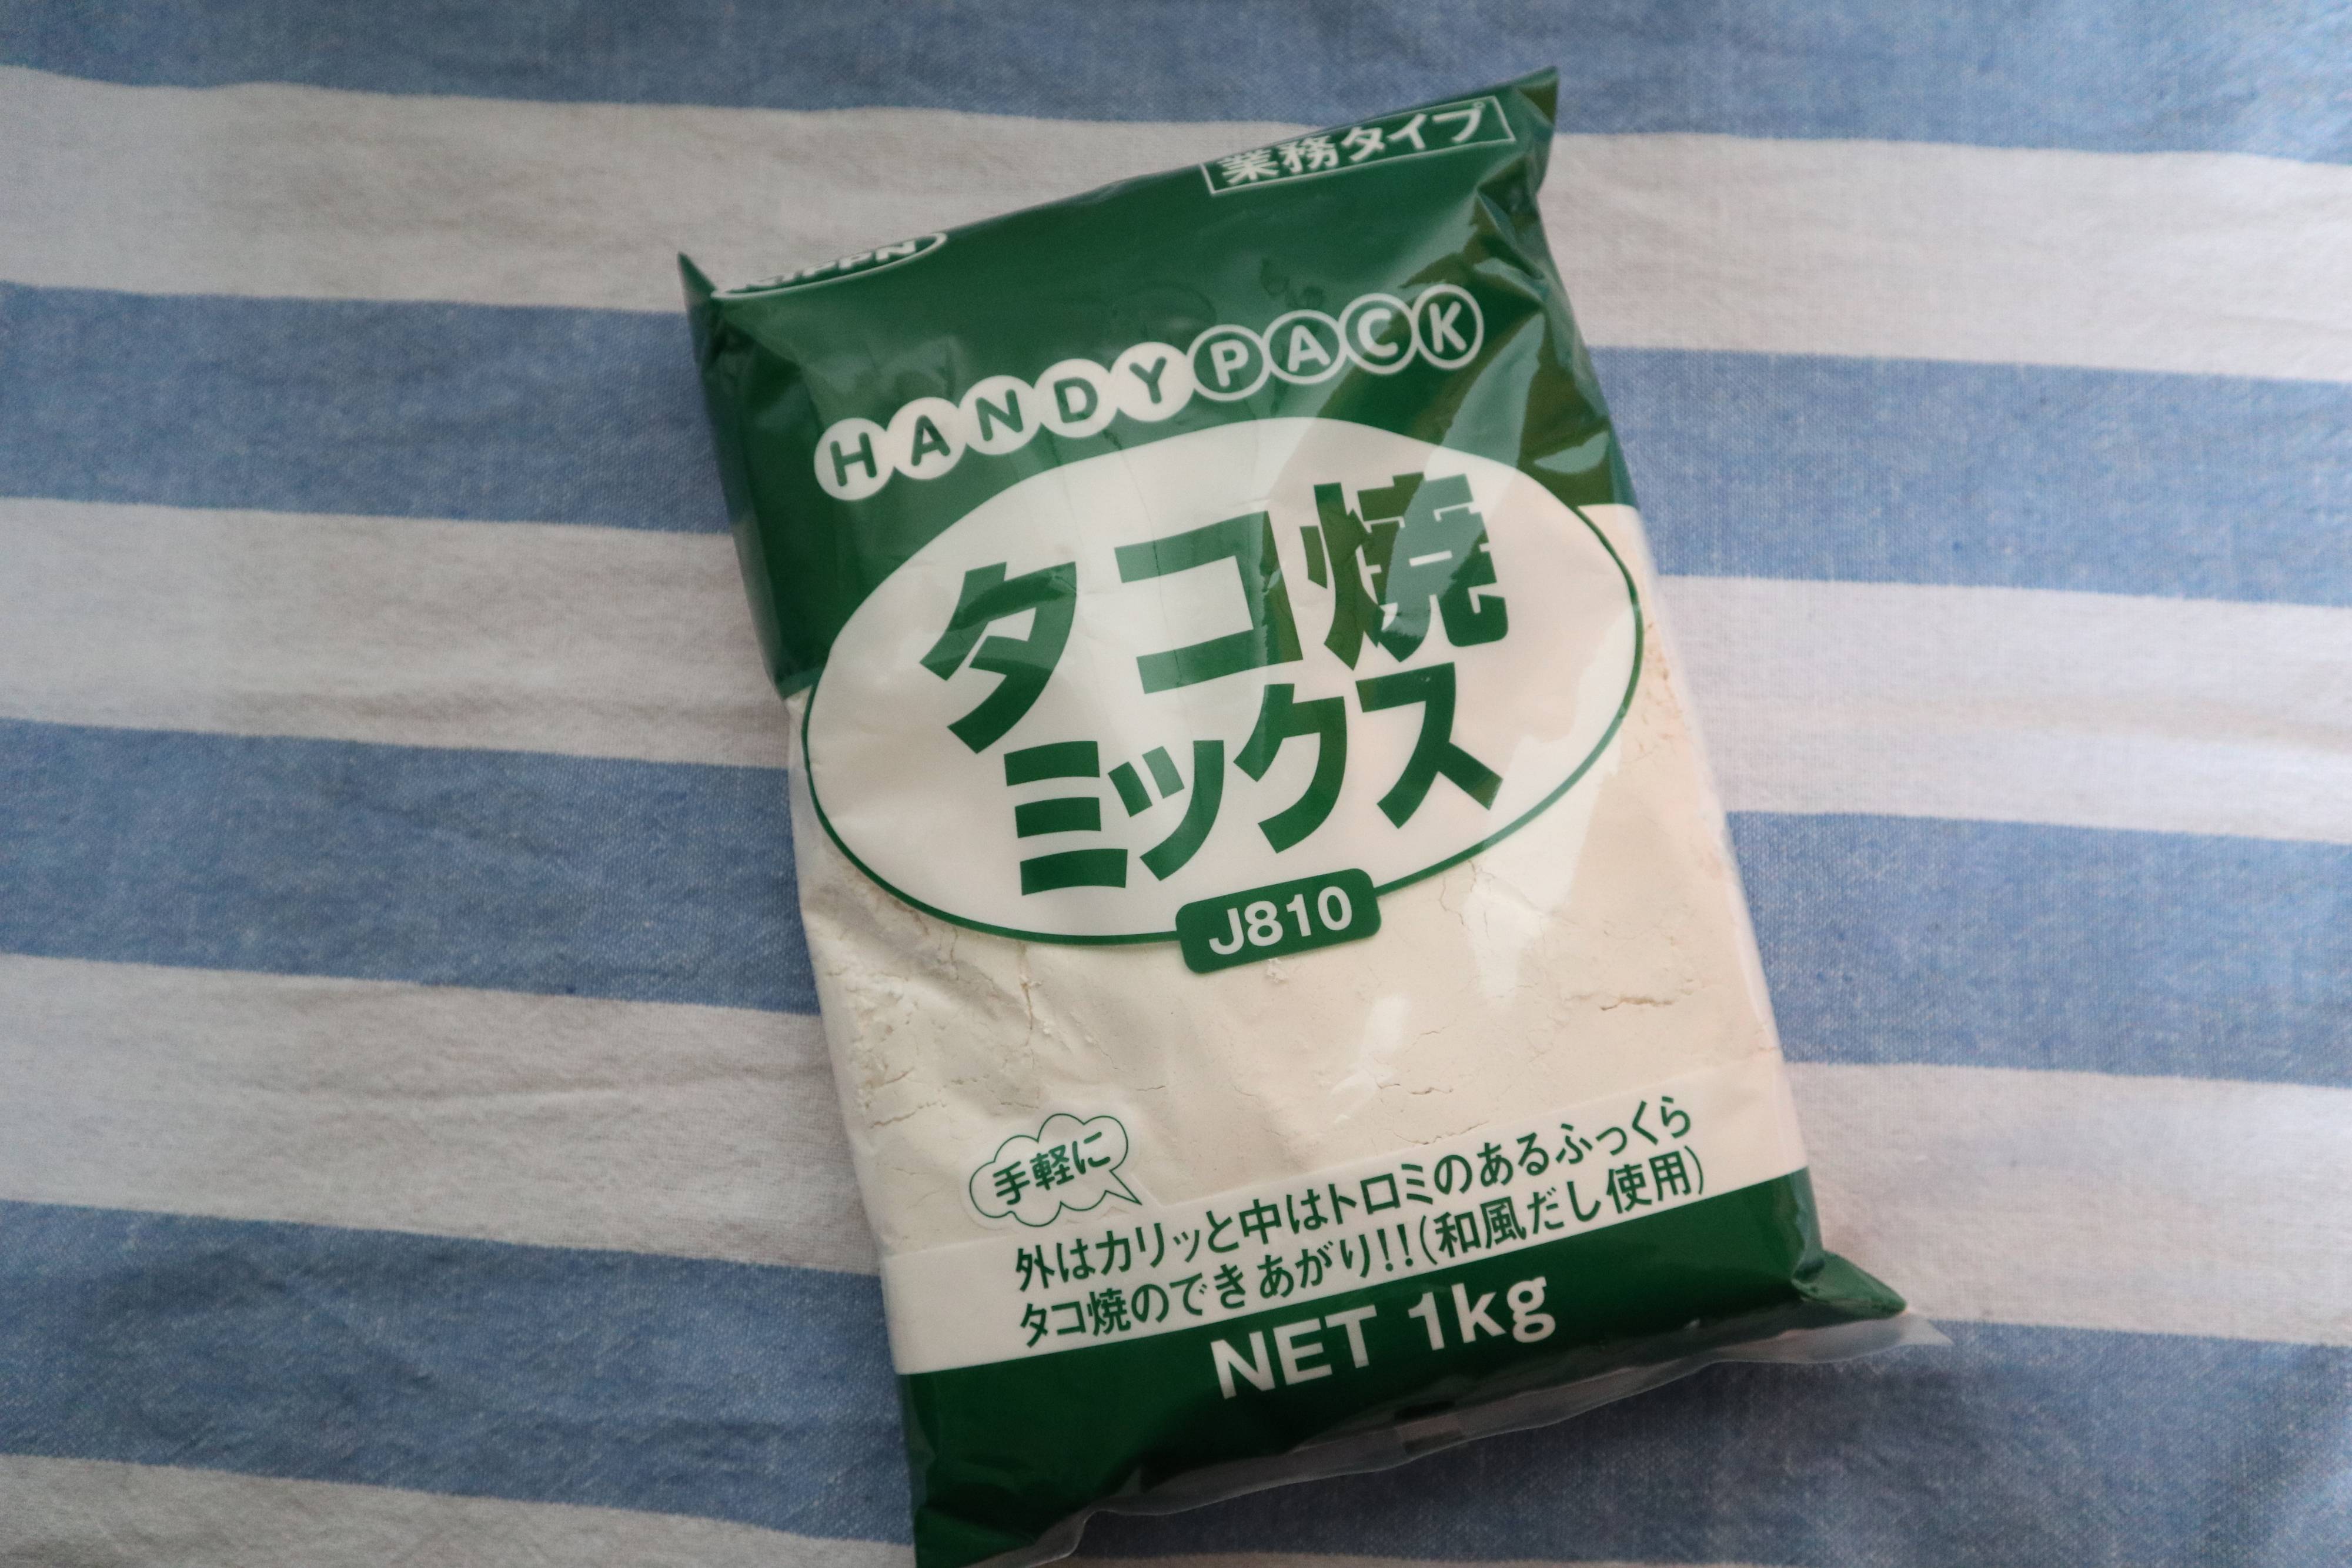 業務タイプ
HANDYPACK
タコ焼
ミックス
J810
手軽に
外はカリッと中はトロミのあるふっくら
タコ焼のできあがり!!(和風だし使用)
NET 1kg